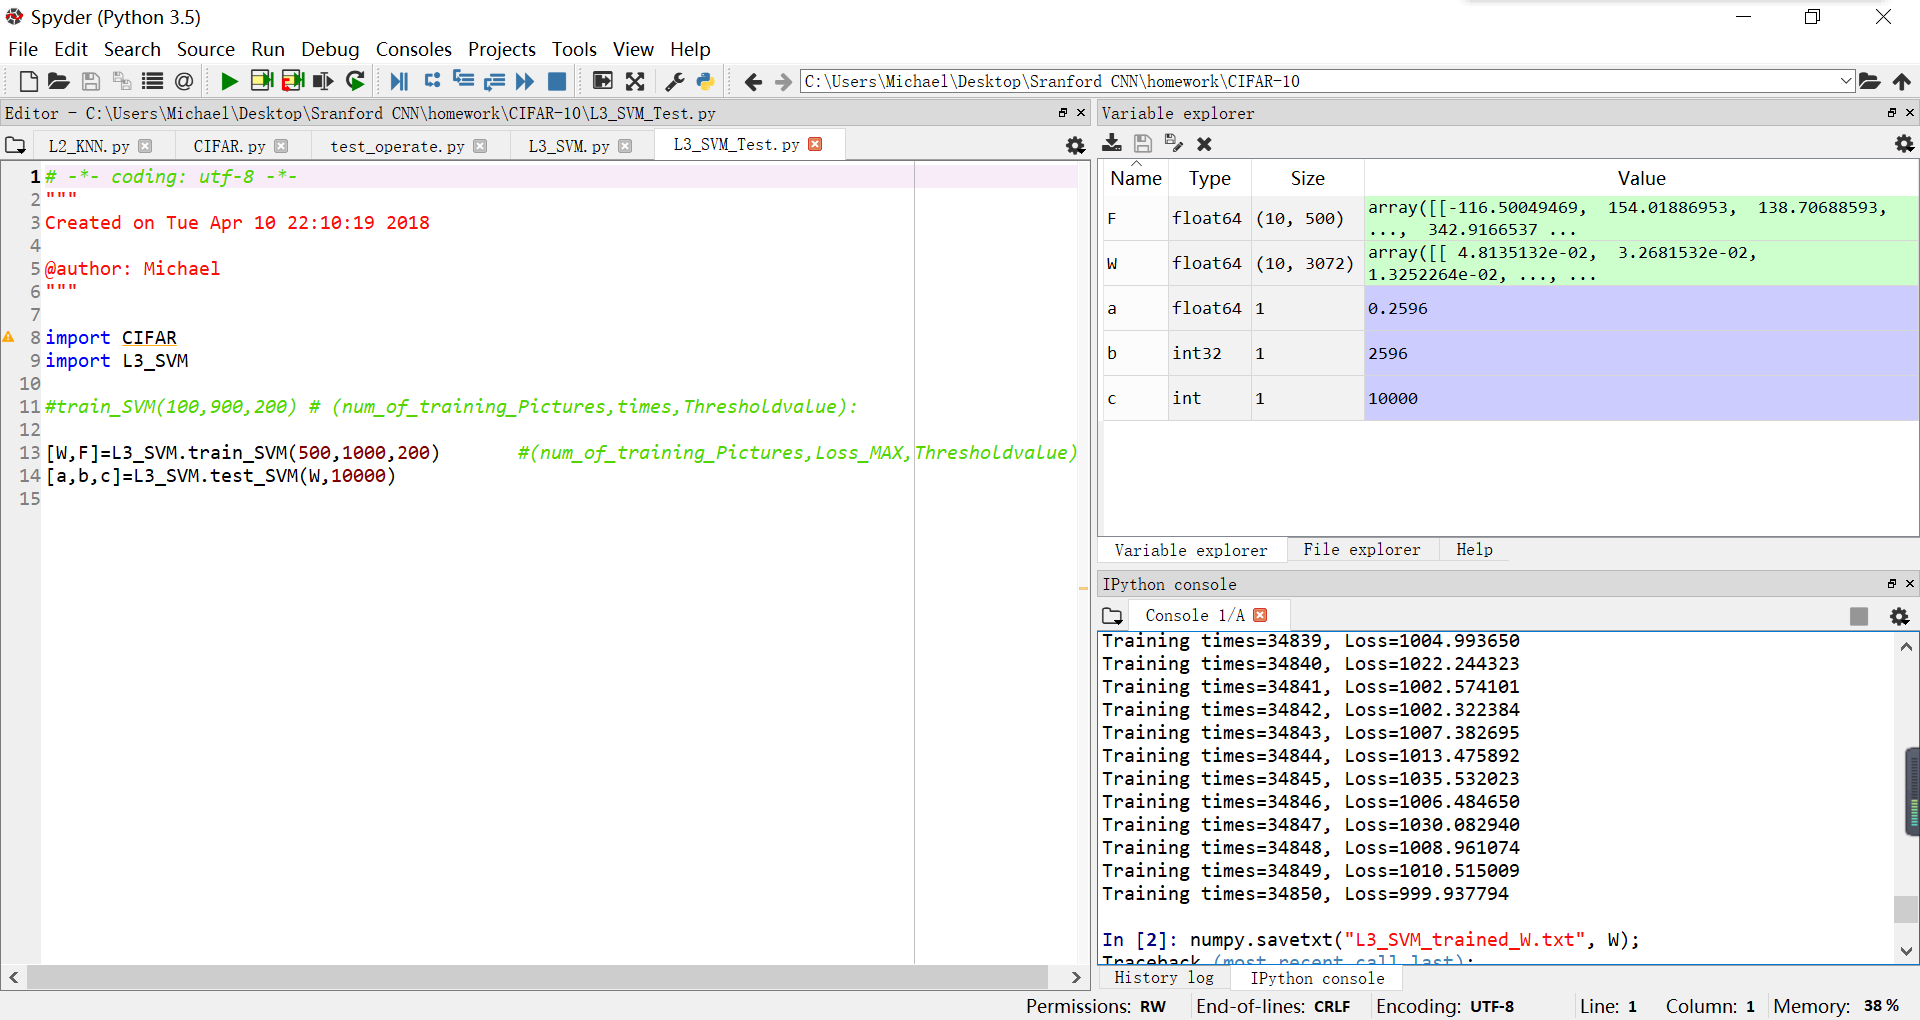 Spyder (Python 3.5)
File Edit Search Source Run Debug Consoles Projects Tools View Help
C:\Users\Michael\Desktop\Sranford CNN\homework\CIFAR-10
Editor - C:\Users\Michael\Desktop\Sranford CNN\homework\CIFAR-10\L3_SVM_Test.py
L2_KNN.py CIFAR.py test_operate.py L3_SVM.py L3_SVM_Test.py
1 # -*- coding: utf-8 -*-
2 """
3 Created on Tue Apr 10 22:10:19 2018
4
5 @author: Michael
6 """
7
8 import CIFAR
9 import L3_SVM
10
11 #train_SVM(100,900,200) # (num_of_training_Pictures,times,Thresholdvalue):
12
13 [W,F]=L3_SVM.train_SVM(500,1000,200) #(num_of_training_Pictures,Loss_MAX,Thresholdvalue)
14 [a,b,c]=L3_SVM.test_SVM(W,10000)
15
Variable explorer
Name Type Size Value
F float64 (10, 500) array([[-116.50049469, 154.01886953, 138.70688593,
..., 342.9166537 ...
W float64 (10, 3072) array([[ 4.8135132e-02, 3.2681532e-02,
1.3252264e-02, ..., ...
a float64 1 0.2596
b int32 1 2596
c int 1 10000
Variable explorer File explorer Help
IPython console
Console 1/A
Training times=34839, Loss=1004.993650
Training times=34840, Loss=1022.244323
Training times=34841, Loss=1002.574101
Training times=34842, Loss=1002.322384
Training times=34843, Loss=1007.382695
Training times=34844, Loss=1013.475892
Training times=34845, Loss=1035.532023
Training times=34846, Loss=1006.484650
Training times=34847, Loss=1030.082940
Training times=34848, Loss=1008.961074
Training times=34849, Loss=1010.515009
Training times=34850, Loss=999.937794
In [2]: numpy.savetxt("L3_SVM_trained_W.txt", W);
Traceback (most recent call last):
History log IPython console
Permissions: RW End-of-lines: CRLF Encoding: UTF-8 Line: 1 Column: 1 Memory: 38 %